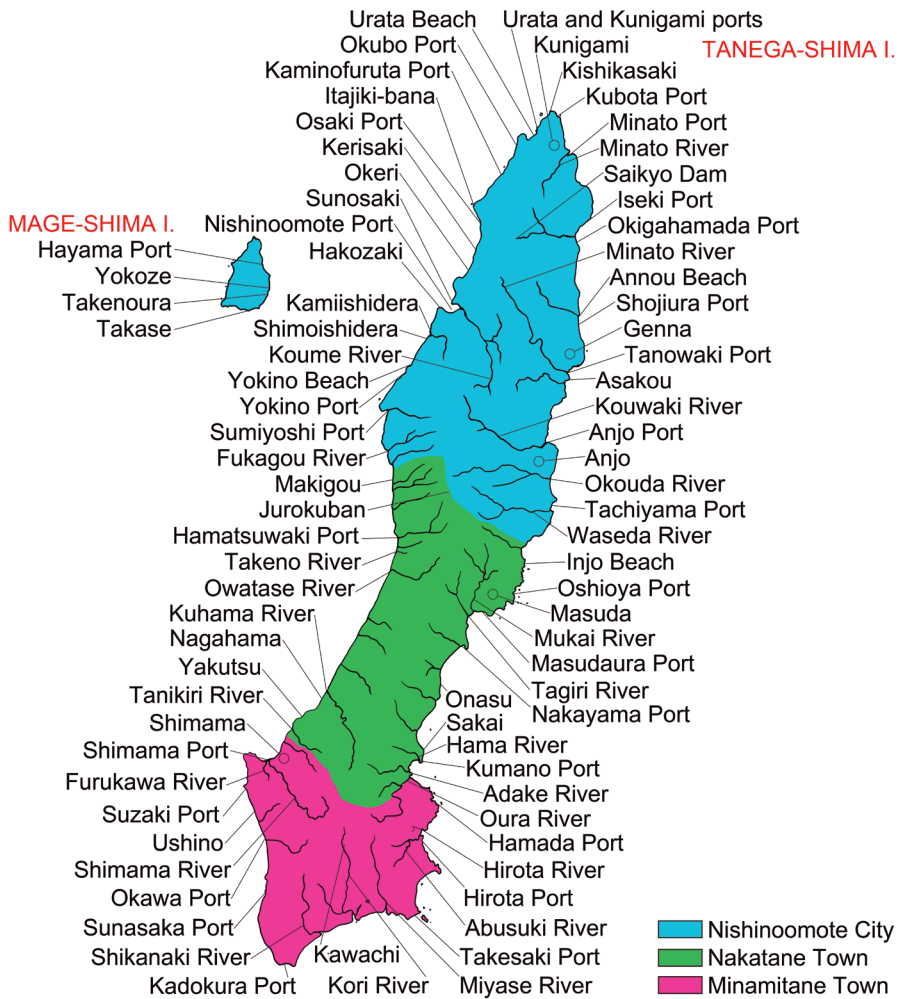 Urata Beach
Urata and Kunigami ports
Okubo Port
Kunigami
TANEGA-SHIMA I.
Kaminofuruta Port
Kishikasaki
Itajiki-bana
Kubota Port
Osaki Port
Minato Port
Kerisaki
Minato River
Okeri
Saikyo Dam
Sunosaki
Iseki Port
MAGE-SHIMA I.
Nishinoomote Port
Okigahamada Port
Hayama Port
Hakozaki
Minato River
Yokoze
Annou Beach
Takenoura
Kamiishidera
Shojiura Port
Takase
Shimoishidera
Genna
Koume River
Tanowaki Port
Yokino Beach
Asakou
Yokino Port
Kouwaki River
Sumiyoshi Port
Anjo Port
Fukagou River
Anjo
Makigou
Okouda River
Jurokuban
Tachiyama Port
Hamatsuwaki Port
Waseda River
Takeno River
Injo Beach
Owatase River
Oshioya Port
Kuhama River
Masuda
Nagahama
Mukai River
Yakutsu
Masudaura Port
Tanikiri River
Tagiri River
Onasu
Nakayama Port
Shimama
Sakai
Shimama Port
Hama River
Furukawa River
Kumano Port
Suzaki Port
Adake River
Ushino
Oura River
Shimama River
Hamada Port
Okawa Port
Hirota River
Sunasaka Port
Hirota Port
Shikanaki River
Abusuki River
Kadokura Port
Kawachi
Takesaki Port
Kori River
Miyase River
Nishinoomote City
Nakatane Town
Minamitane Town